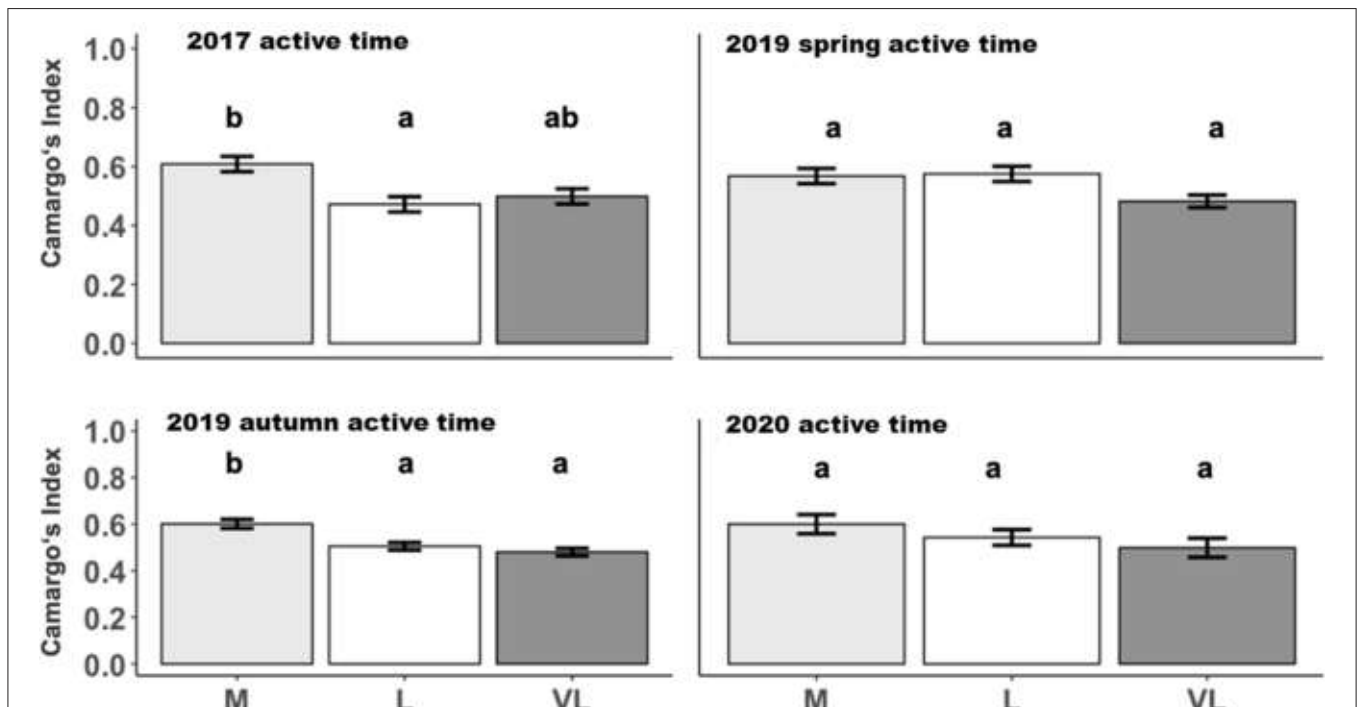 2017 active time
Camargo's Index
1.0
0.8
0.6
0.4
0.2
0.0
b a ab
2019 spring active time
a a a
2019 autumn active time
Camargo's Index
1.0
0.8
0.6
0.4
0.2
0.0
b a a
M L VL
2020 active time
a a a
M L VL